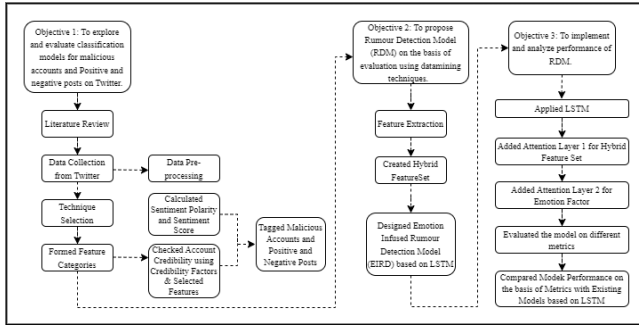 Objective 1: To explore
and evaluate classification
models for malicious
accounts and Positive and
negative posts on Twitter.
Literature Review
Data Collection
from Twitter
Data Pre-
processing
Technique
Selection
Calculated
Sentiment Polarity
and Sentiment
Score
Formed Feature
Categories
Checked Account
Credibility using
Credibility Factors
& Selected
Features
Tagged Malicious
Accounts and
Positive and
Negative Posts
Objective 2: To propose
Rumour Detection Model
(RDM) on the basis of
evaluation using datamining
techniques.
Feature Extraction
Created Hybrid
FeatureSet
Designed Emotion
Infused Rumour
Detection Model
(EIRD) based on LSTM
Objective 3: To implement
and analyze performance of
RDM.
Applied LSTM
Added Attention Layer 1 for Hybrid
Feature Set
Added Attention Layer 2 for
Emotion Factor
Evaluated the model on different
metrics
Compared Modek Performance on
the basis of Metrics with Existing
Models based on LSTM